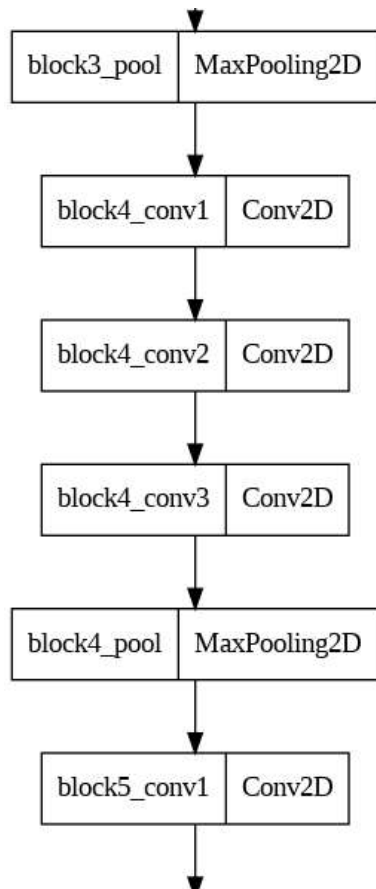 block3_pool MaxPooling2D
block4_conv1 Conv2D
block4_conv2 Conv2D
block4_conv3 Conv2D
block4_pool MaxPooling2D
block5_conv1 Conv2D